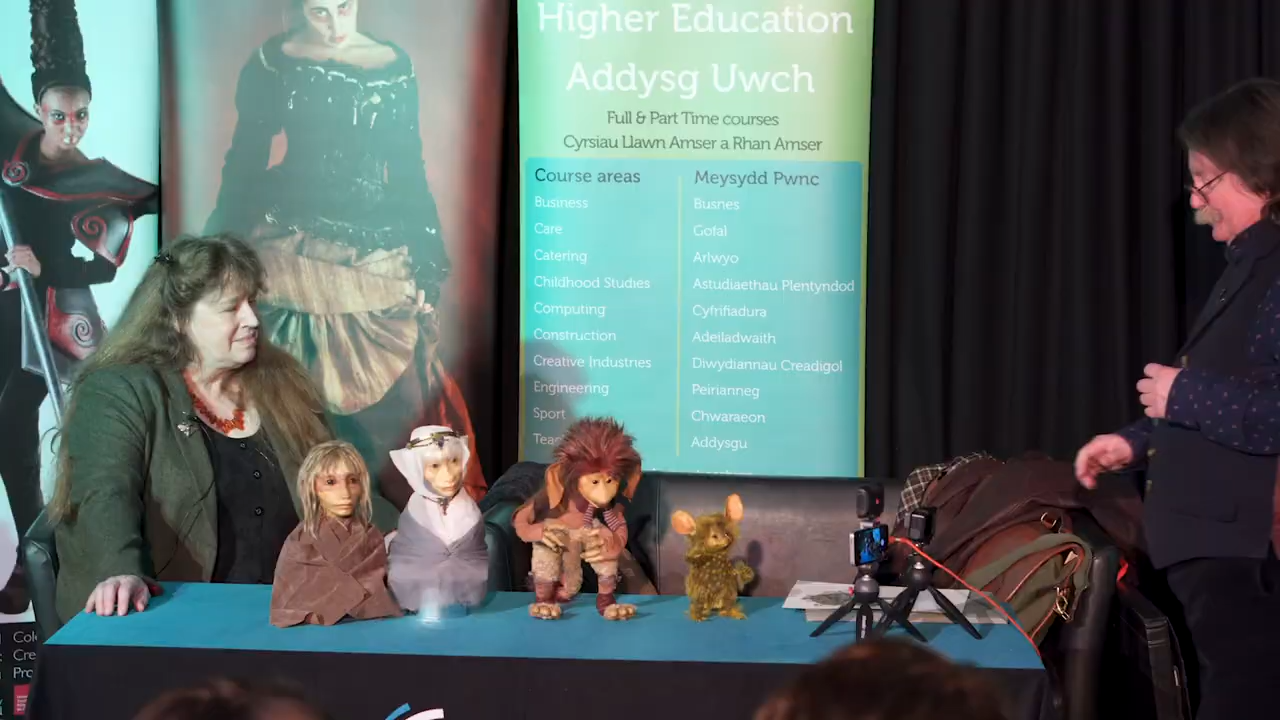 Higher Education
Addysg Uwch
Full & Part Time courses
Cyrsiau Llawn Amser a Rhan Amser
Course areas
Business
Care
Catering
Childhood Studies
Computing
Construction
Creative Industries
Engineering
Sport
Meysydd Pwnc
Busnes
Gofal
Arlwyo
Astudiaethau Plentyndod
Cyfrifiadura
Adeiladwaith
Diwydiannau Creadigol
Peirianneg
Chwaraeon
Addysgu